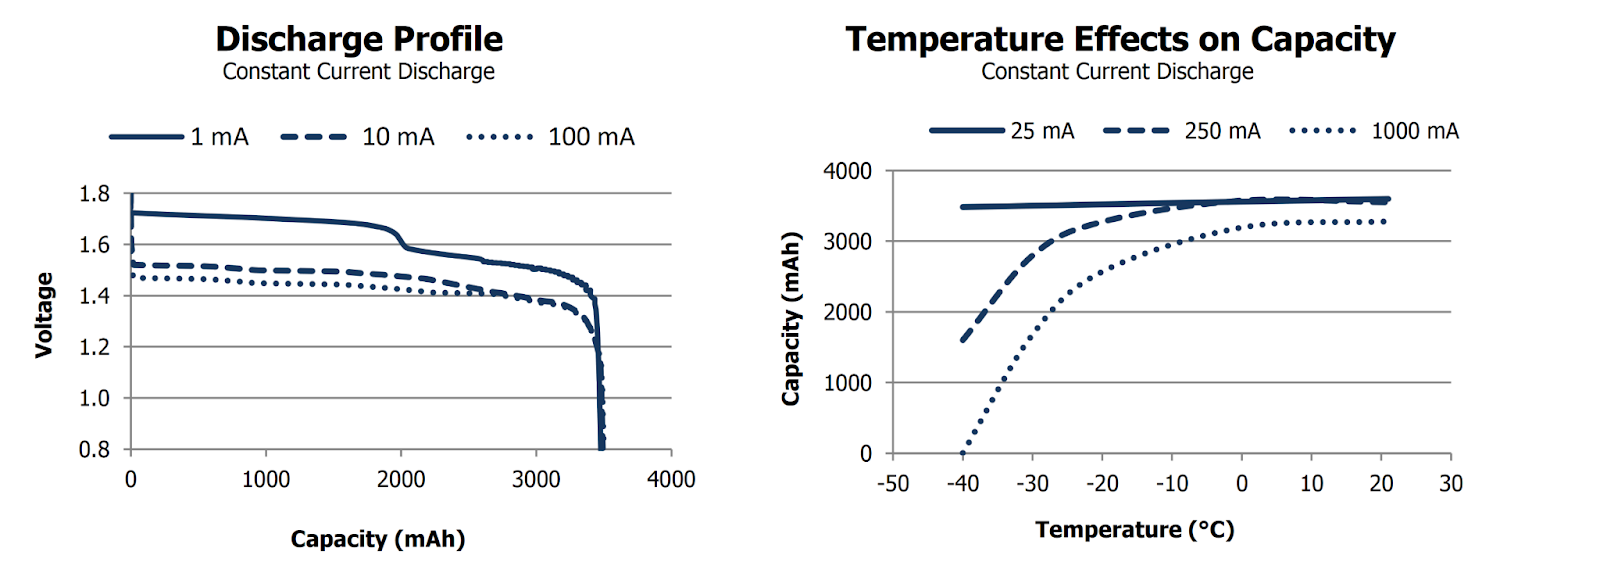 Discharge Profile
Constant Current Discharge
1 mA 10 mA 100 mA
1.8
1.6
1.4
1.2
1.0
0.8
Voltage
0 1000 2000 3000 4000
Capacity (mAh)
Temperature Effects on Capacity
Constant Current Discharge
25 mA 250 mA 1000 mA
4000
3000
2000
1000
0
Capacity (mAh)
-50 -40 -30 -20 -10 0 10 20 30
Temperature (°C)